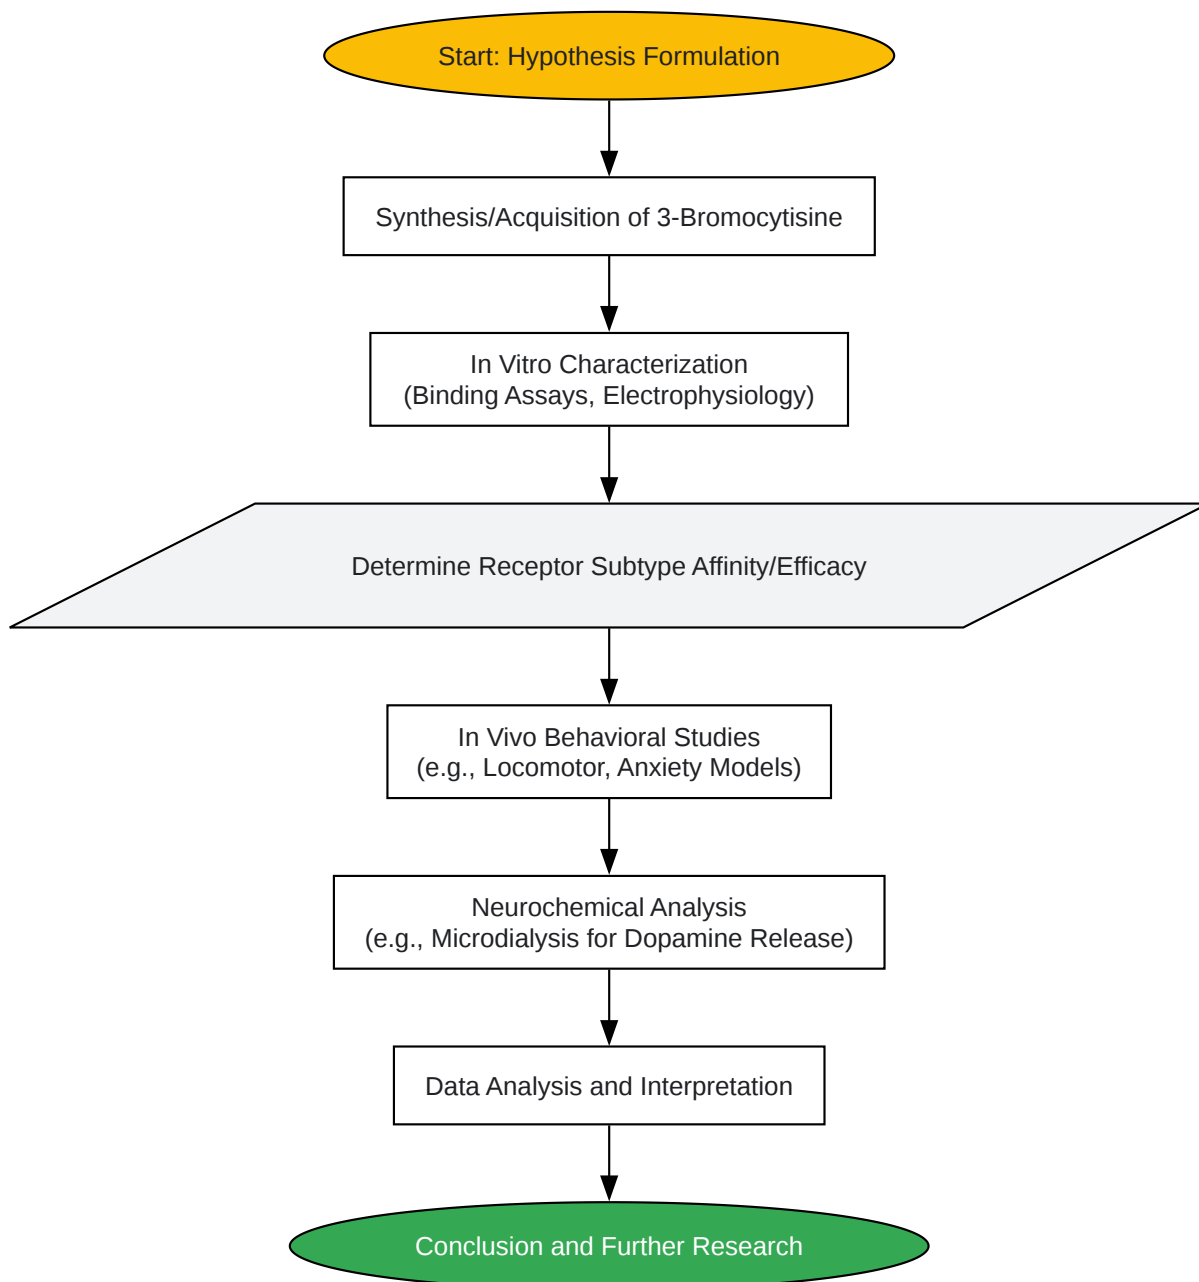 Start: Hypothesis Formulation
Synthesis/Acquisition of 3-Bromocytisine
In Vitro Characterization
(Binding Assays, Electrophysiology)
Determine Receptor Subtype Affinity/Efficacy
In Vivo Behavioral Studies
(e.g., Locomotor, Anxiety Models)
Neurochemical Analysis
(e.g., Microdialysis for Dopamine Release)
Data Analysis and Interpretation
Conclusion and Further Research